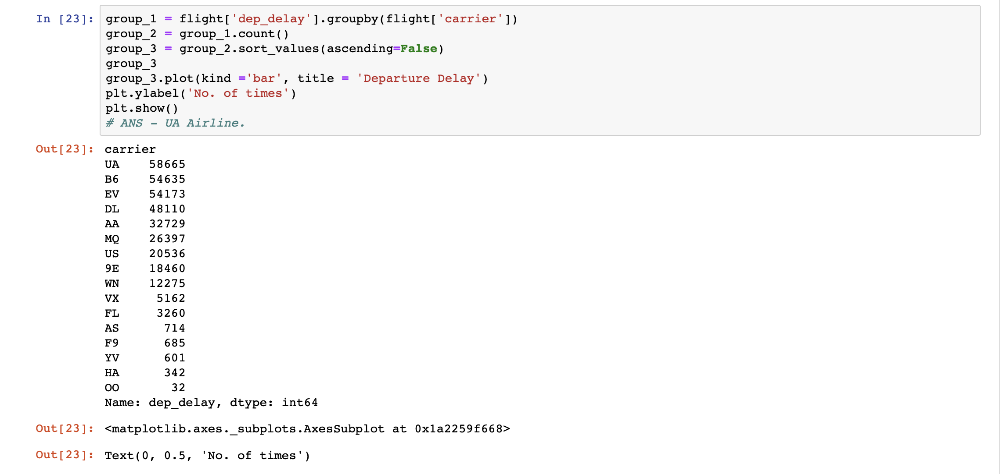 In [23]: group_1 = flight['dep_delay'].groupby(flight['carrier'])
group_2 = group_1.count()
group_3 = group_2.sort_values(ascending=False)
group_3
group_3.plot(kind ='bar', title = 'Departure Delay')
plt.ylabel('No. of times')
plt.show()
# ANS - UA Airline.
Out[23]: carrier
UA    58665
B6    54635
EV    54173
DL    48110
AA    32729
MQ    26397
US    20536
9E    18460
WN    12275
VX     5162
FL     3260
AS      714
F9      685
YV      601
HA      342
OO       32
Name: dep_delay, dtype: int64
Out[23]: <matplotlib.axes._subplots.AxesSubplot at 0x1a2259f668>
Out[23]: Text(0, 0.5, 'No. of times')